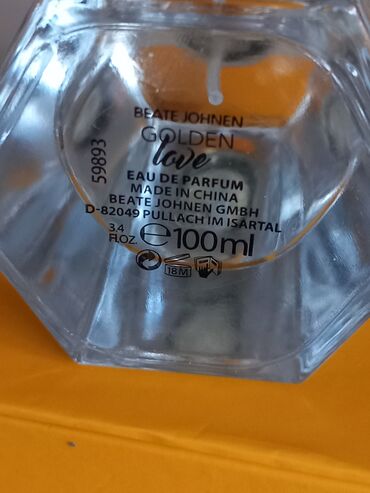 BEATE JOHNEN
GOLDEN
love
EAU DE PARFUM
MADE IN CHINA
BEATE JOHNEN GMBH
D-82049 PULLACH IM ISARTAL
3.4
FL.OZ.
℮100ml
18M
59893